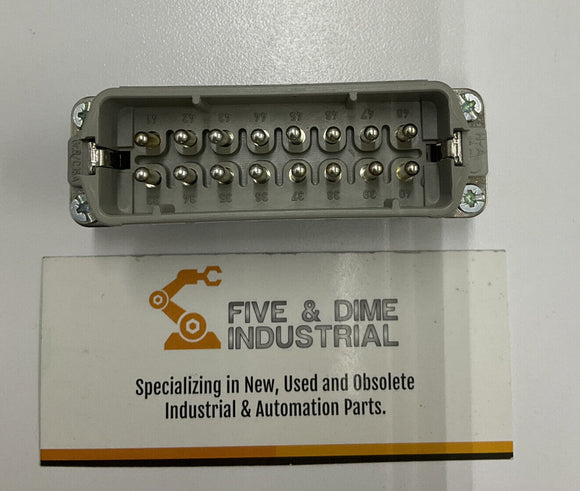 41 42 43 44 45 46 47 48
33 34 35 36 37 38 39 40
FIVE & DIME
INDUSTRIAL
Specializing in New, Used and Obsolete
Industrial & Automation Parts.